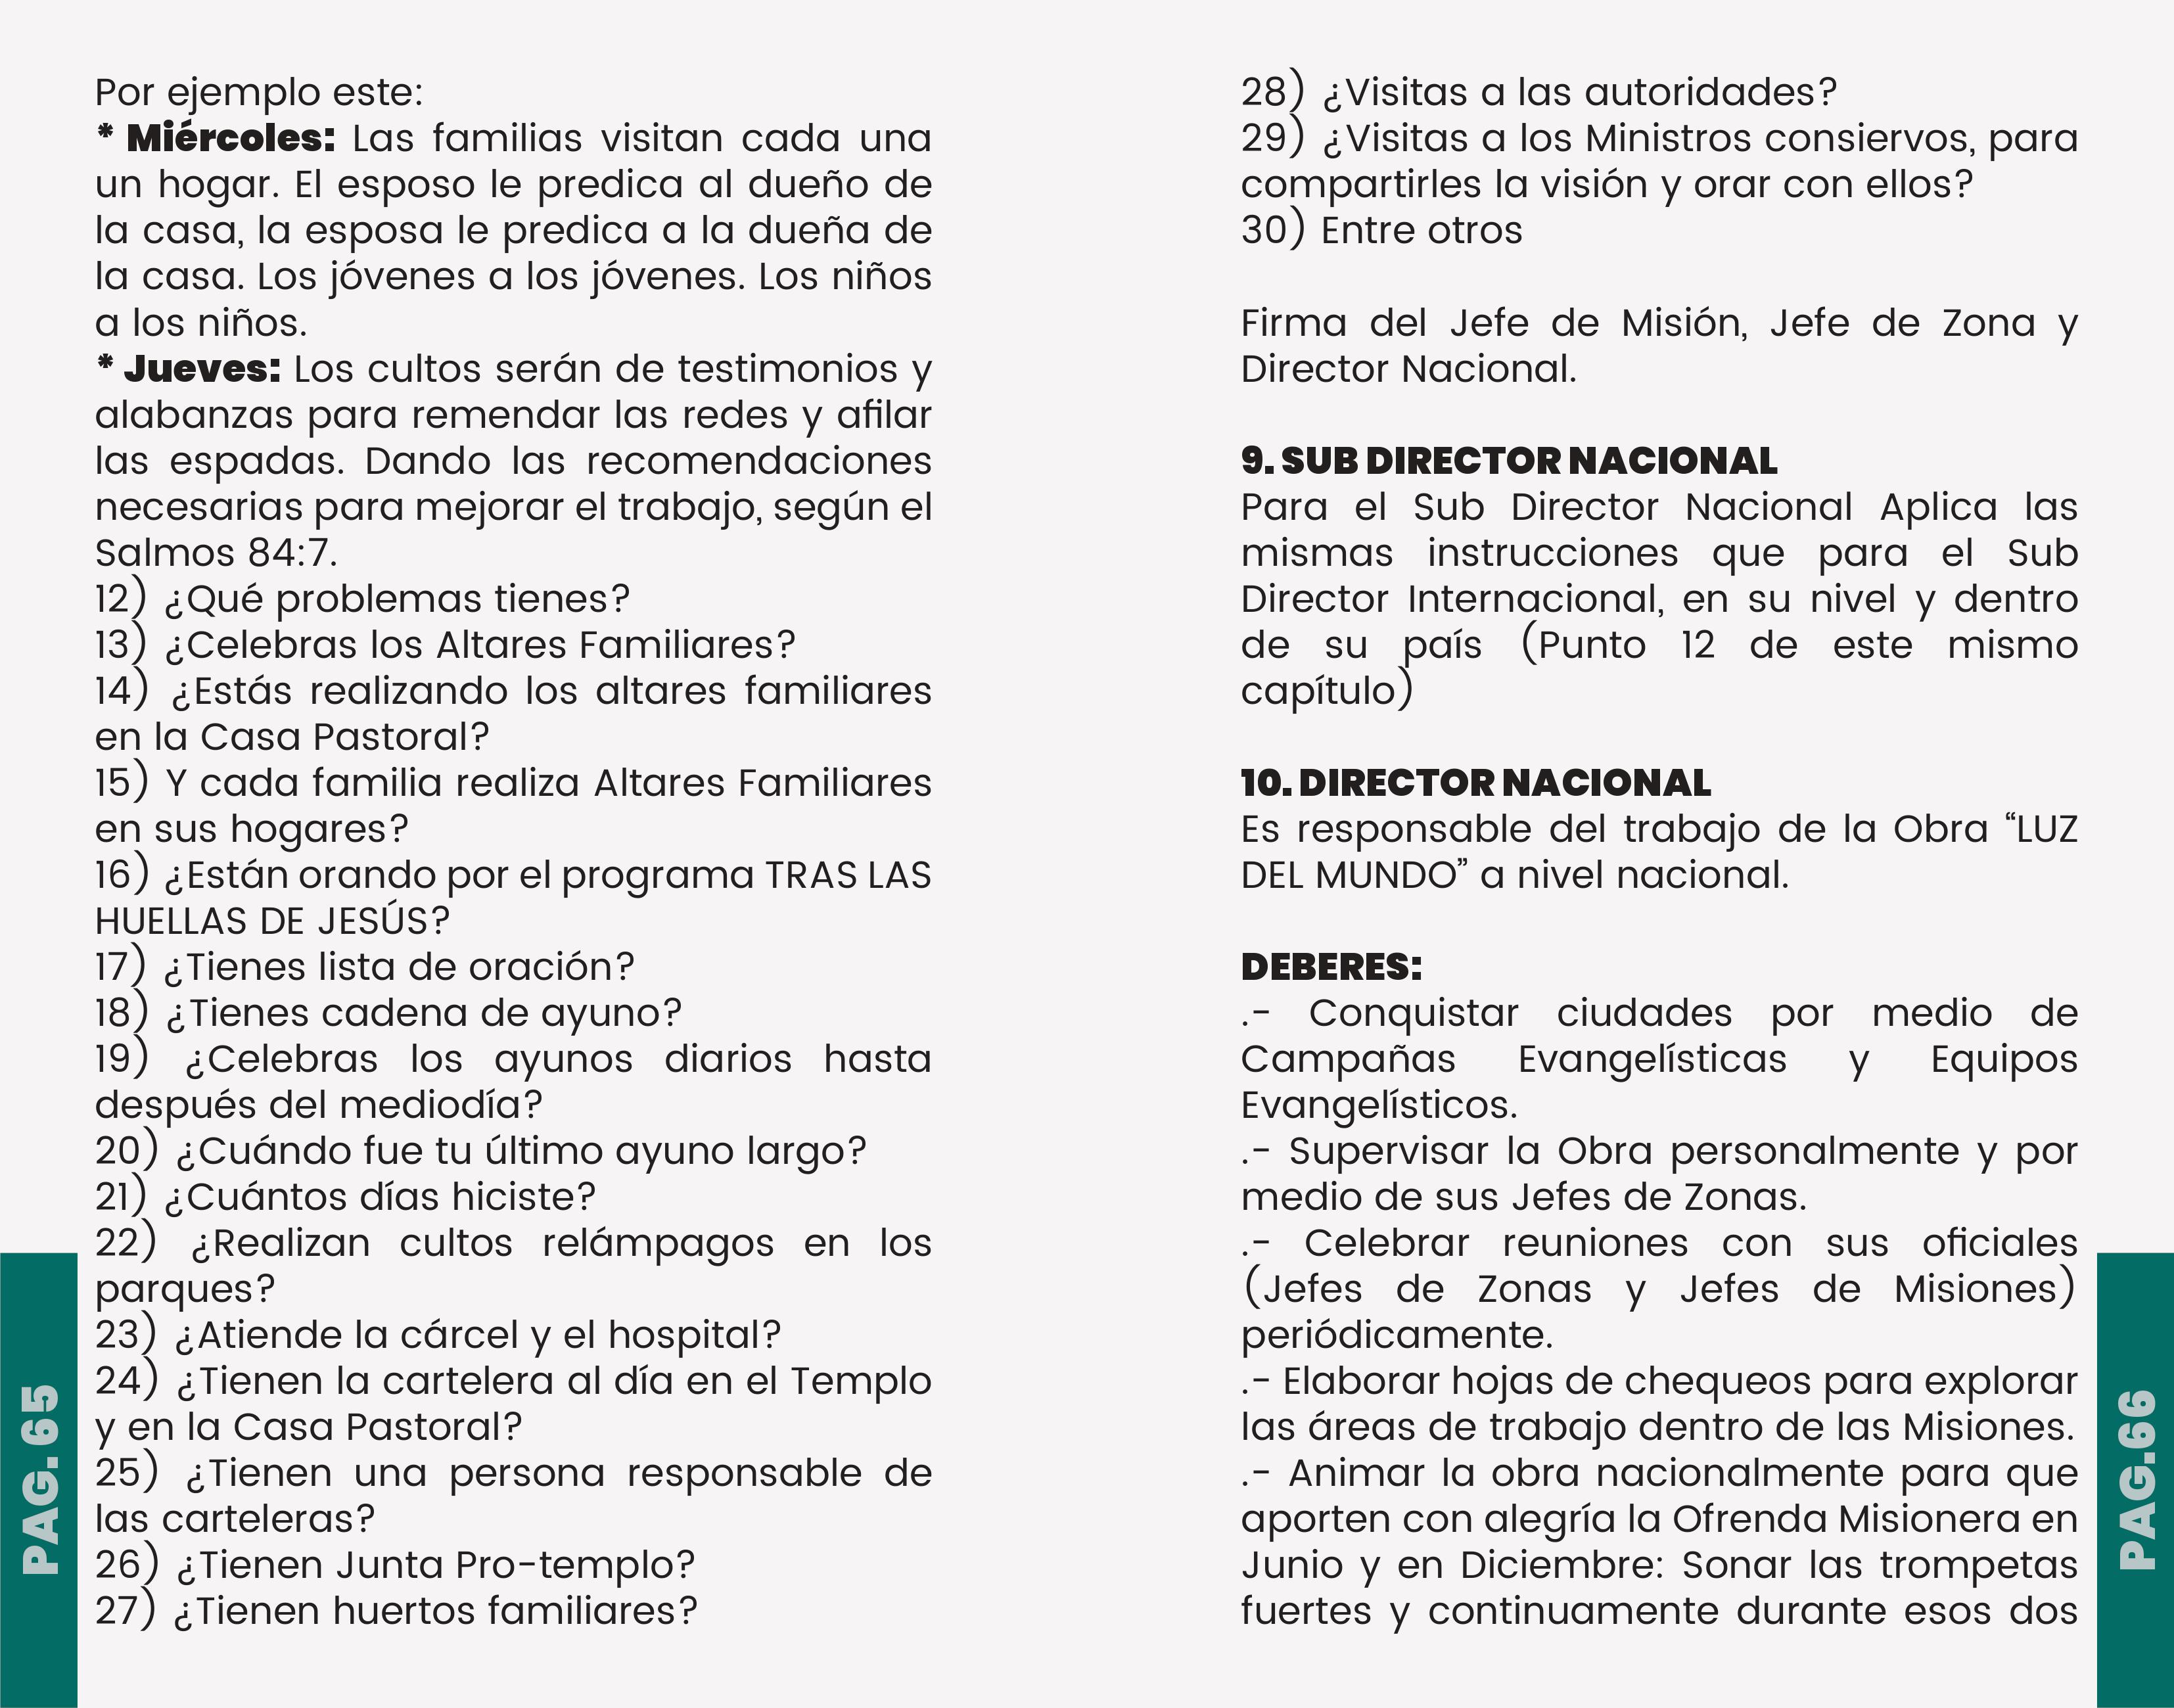 Por ejemplo este:
* Miércoles: Las familias visitan cada una
un hogar. El esposo le predica al dueño de
la casa, la esposa le predica a la dueña de
la casa. Los jóvenes a los jóvenes. Los niños
a los niños.
* Jueves: Los cultos serán de testimonios y
alabanzas para remendar las redes y afilar
las espadas. Dando las recomendaciones
necesarias para mejorar el trabajo, según el
Salmos 84:7.
12) ¿Qué problemas tienes?
13) ¿Celebras los Altares Familiares?
14) ¿Estás realizando los altares familiares
en la Casa Pastoral?
15) Y cada familia realiza Altares Familiares
en sus hogares?
16) ¿Están orando por el programa TRAS LAS
HUELLAS DE JESÚS?
17) ¿Tienes lista de oración?
18) ¿Tienes cadena de ayuno?
19) ¿Celebras los ayunos diarios hasta
después del mediodía?
20) ¿Cuándo fue tu último ayuno largo?
21) ¿Cuántos días hiciste?
22) ¿Realizan cultos relámpagos en los
parques?
23) ¿Atiende la cárcel y el hospital?
24) ¿Tienen la cartelera al día en el Templo
y en la Casa Pastoral?
25) ¿Tienen una persona responsable de
las carteleras?
26) ¿Tienen Junta Pro-templo?
27) ¿Tienen huertos familiares?
PAG. 65
28) ¿Visitas a las autoridades?
29) ¿Visitas a los Ministros consiervos, para
compartirles la visión y orar con ellos?
30) Entre otros
Firma del Jefe de Misión, Jefe de Zona y
Director Nacional.
9. SUB DIRECTOR NACIONAL
Para el Sub Director Nacional Aplica las
mismas instrucciones que para el Sub
Director Internacional, en su nivel y dentro
de su país (Punto 12 de este mismo
capítulo)
10. DIRECTOR NACIONAL
Es responsable del trabajo de la Obra “LUZ
DEL MUNDO” a nivel nacional.
DEBERES:
.- Conquistar ciudades por medio de
Campañas Evangelísticas y Equipos
Evangelísticos.
.- Supervisar la Obra personalmente y por
medio de sus Jefes de Zonas.
.- Celebrar reuniones con sus oficiales
(Jefes de Zonas y Jefes de Misiones)
periódicamente.
.- Elaborar hojas de chequeos para explorar
las áreas de trabajo dentro de las Misiones.
.- Animar la obra nacionalmente para que
aporten con alegría la Ofrenda Misionera en
Junio y en Diciembre: Sonar las trompetas
fuertes y continuamente durante esos dos
PAG.66